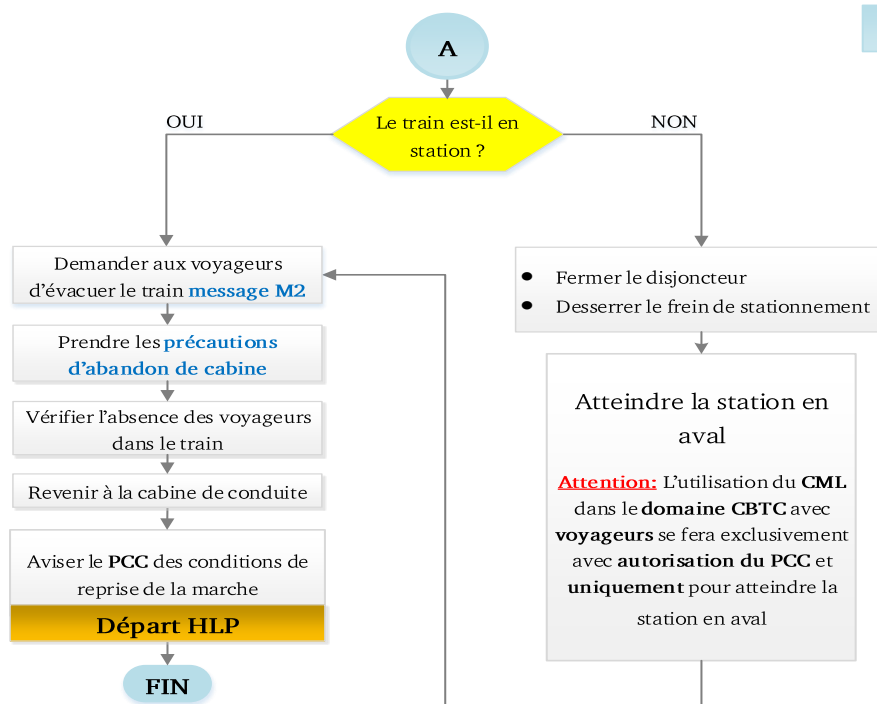 A
Le train est-il en
station ?
OUI
NON
Demander aux voyageurs
d'évacuer le train message M2
Prendre les précautions
d'abandon de cabine
Vérifier l'absence des voyageurs
dans le train
Revenir à la cabine de conduite
Aviser le PCC des conditions de
reprise de la marche
Départ HLP
FIN
• Fermer le disjoncteur
• Desserrer le frein de stationnement
Atteindre la station en
aval
Attention: L'utilisation du CML
dans le domaine CBTC avec
voyageurs se fera exclusivement
avec autorisation du PCC et
uniquement pour atteindre la
station en aval